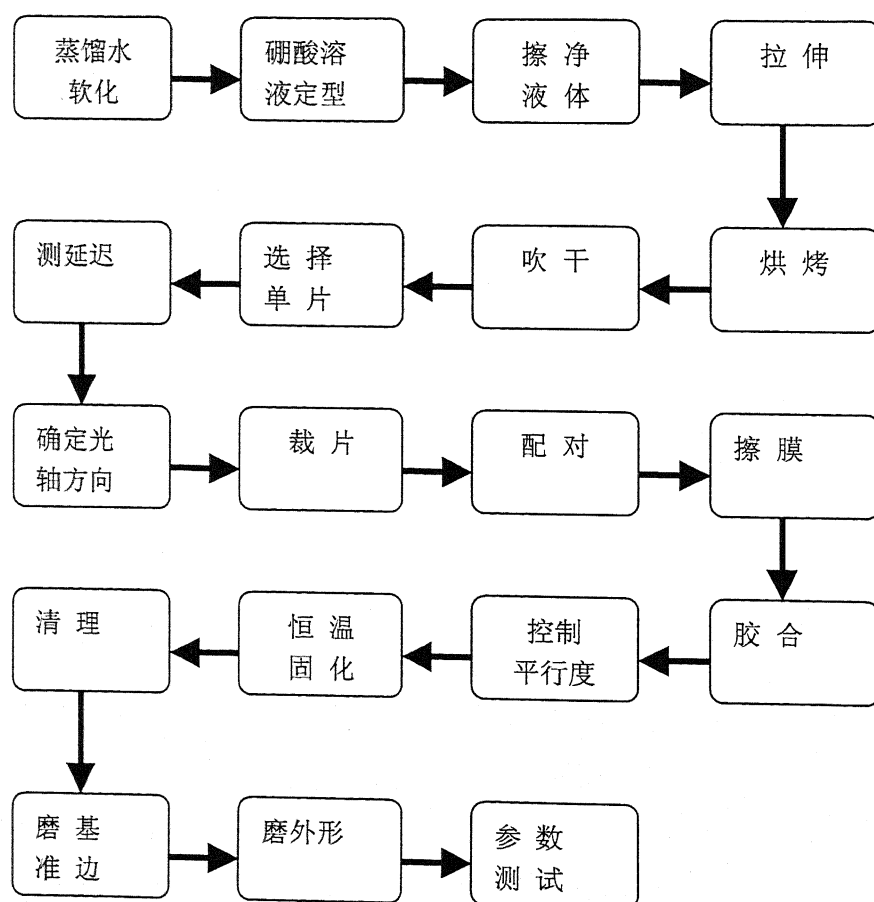 蒸馏水
软化
硼酸溶
液定型
擦 净
液 体
拉 伸
烘 烤
吹 干
选 择
单 片
测延迟
确定光
轴方向
裁 片
配 对
擦 膜
胶 合
控制
平行度
恒 温
固 化
清 理
磨 基
准 边
磨外形
参 数
测 试